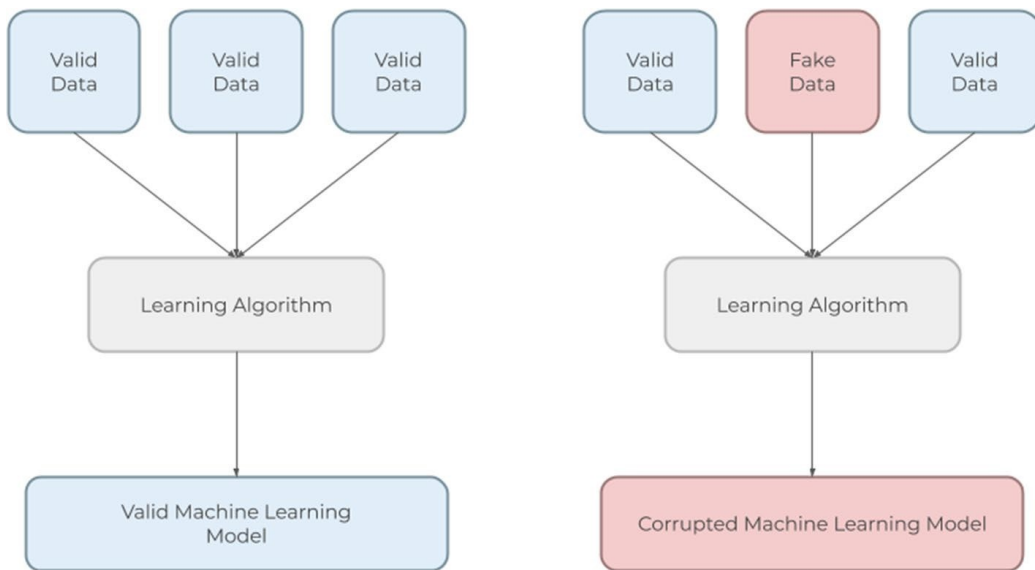 Valid
Data
Valid
Data
Valid
Data
Learning Algorithm
Valid Machine Learning
Model
Valid
Data
Fake
Data
Valid
Data
Learning Algorithm
Corrupted Machine Learning Model